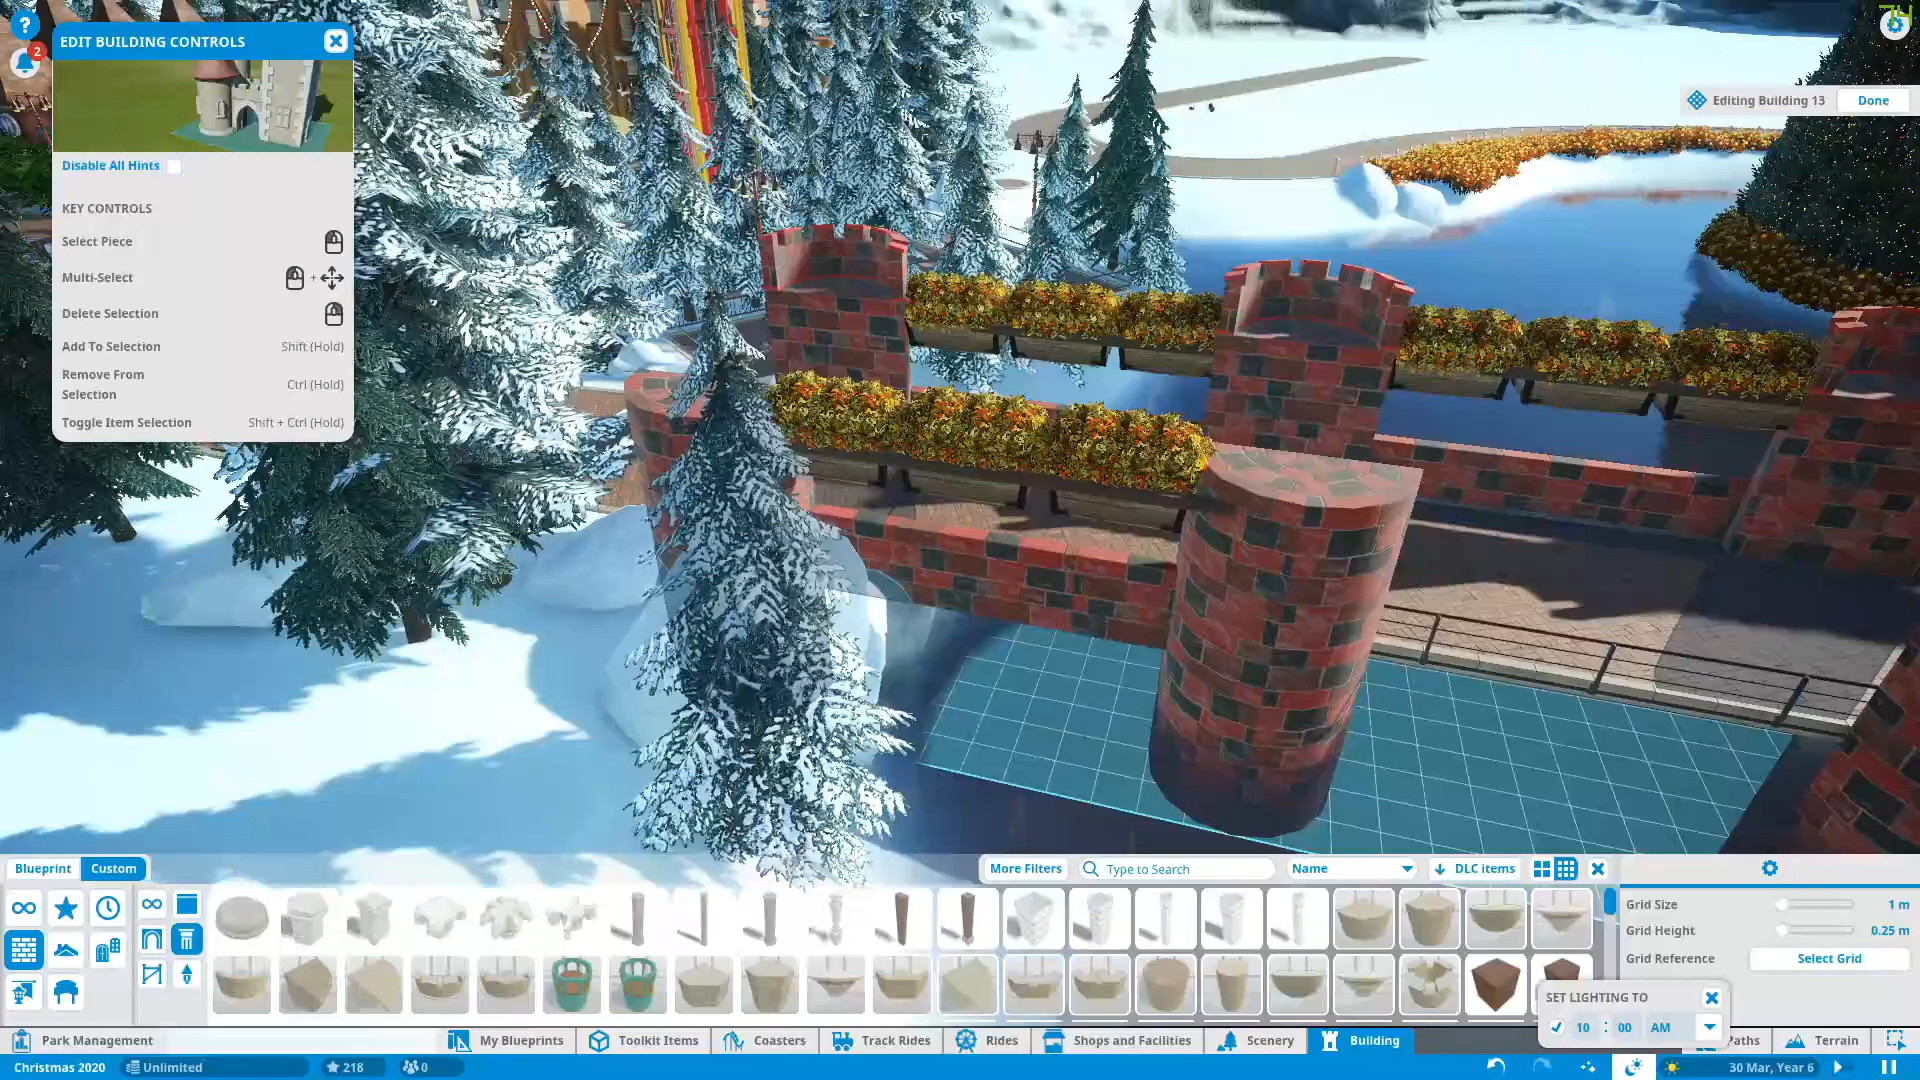 ?
2
EDIT BUILDING CONTROLS
Disable All Hints
KEY CONTROLS
Select Piece
Multi-Select
+
Delete Selection
Add To Selection Shift (Hold)
Remove From
Selection Ctrl (Hold)
Toggle Item Selection Shift + Ctrl (Hold)
74
Editing Building 13 Done
Blueprint Custom
More Filters Type to Search Name DLC items
Grid Size 1 m
Grid Height 0.25 m
Grid Reference Select Grid
SET LIGHTING TO
10 : 00 AM
Park Management My Blueprints Toolkit Items Coasters Track Rides Rides Shops and Facilities Scenery Building Paths Terrain
Christmas 2020 Unlimited 218 0 30 Mar, Year 6